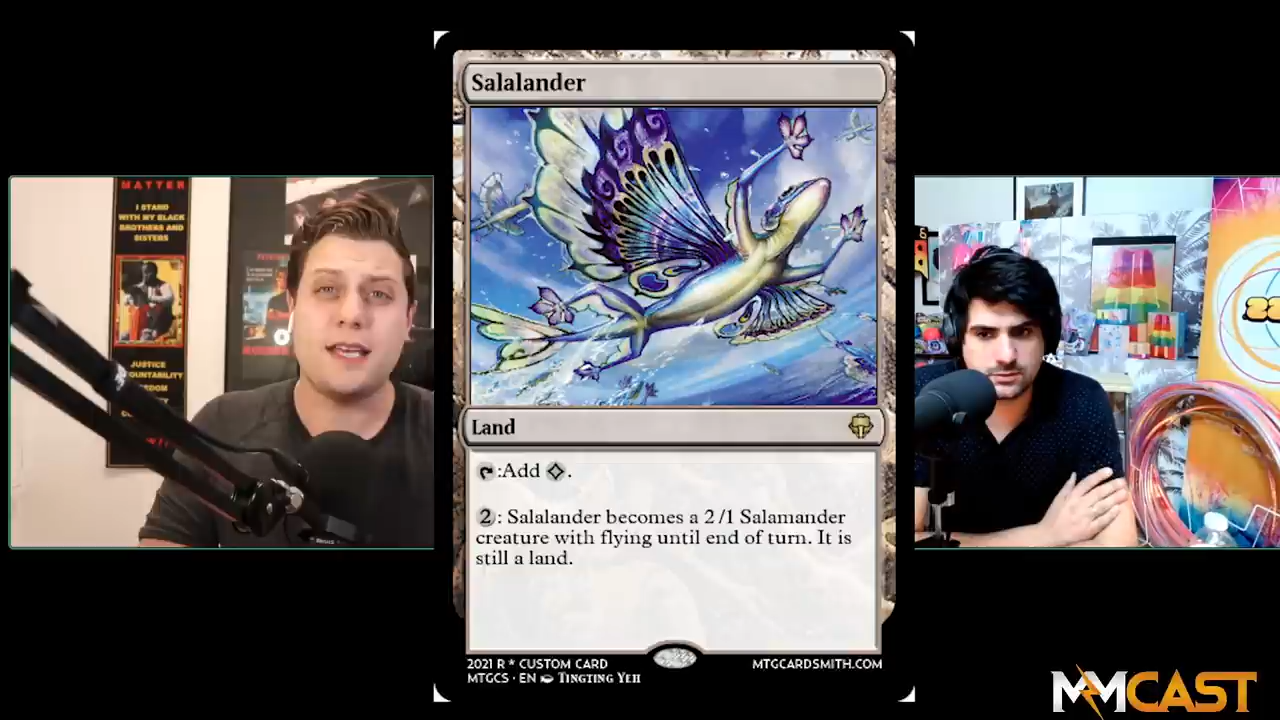 MATTER
I STAND
WITH MY BLACK
BROTHERS AND
SISTERS
JUSTICE
Salalander
Land
:Add .
2: Salalander becomes a 2/1 Salamander
creature with flying until end of turn. It is
still a land.
2021 R * CUSTOM CARD
MTGCS · EN TINGTING YEH
MTGCARDSMITH.COM
MMCAST